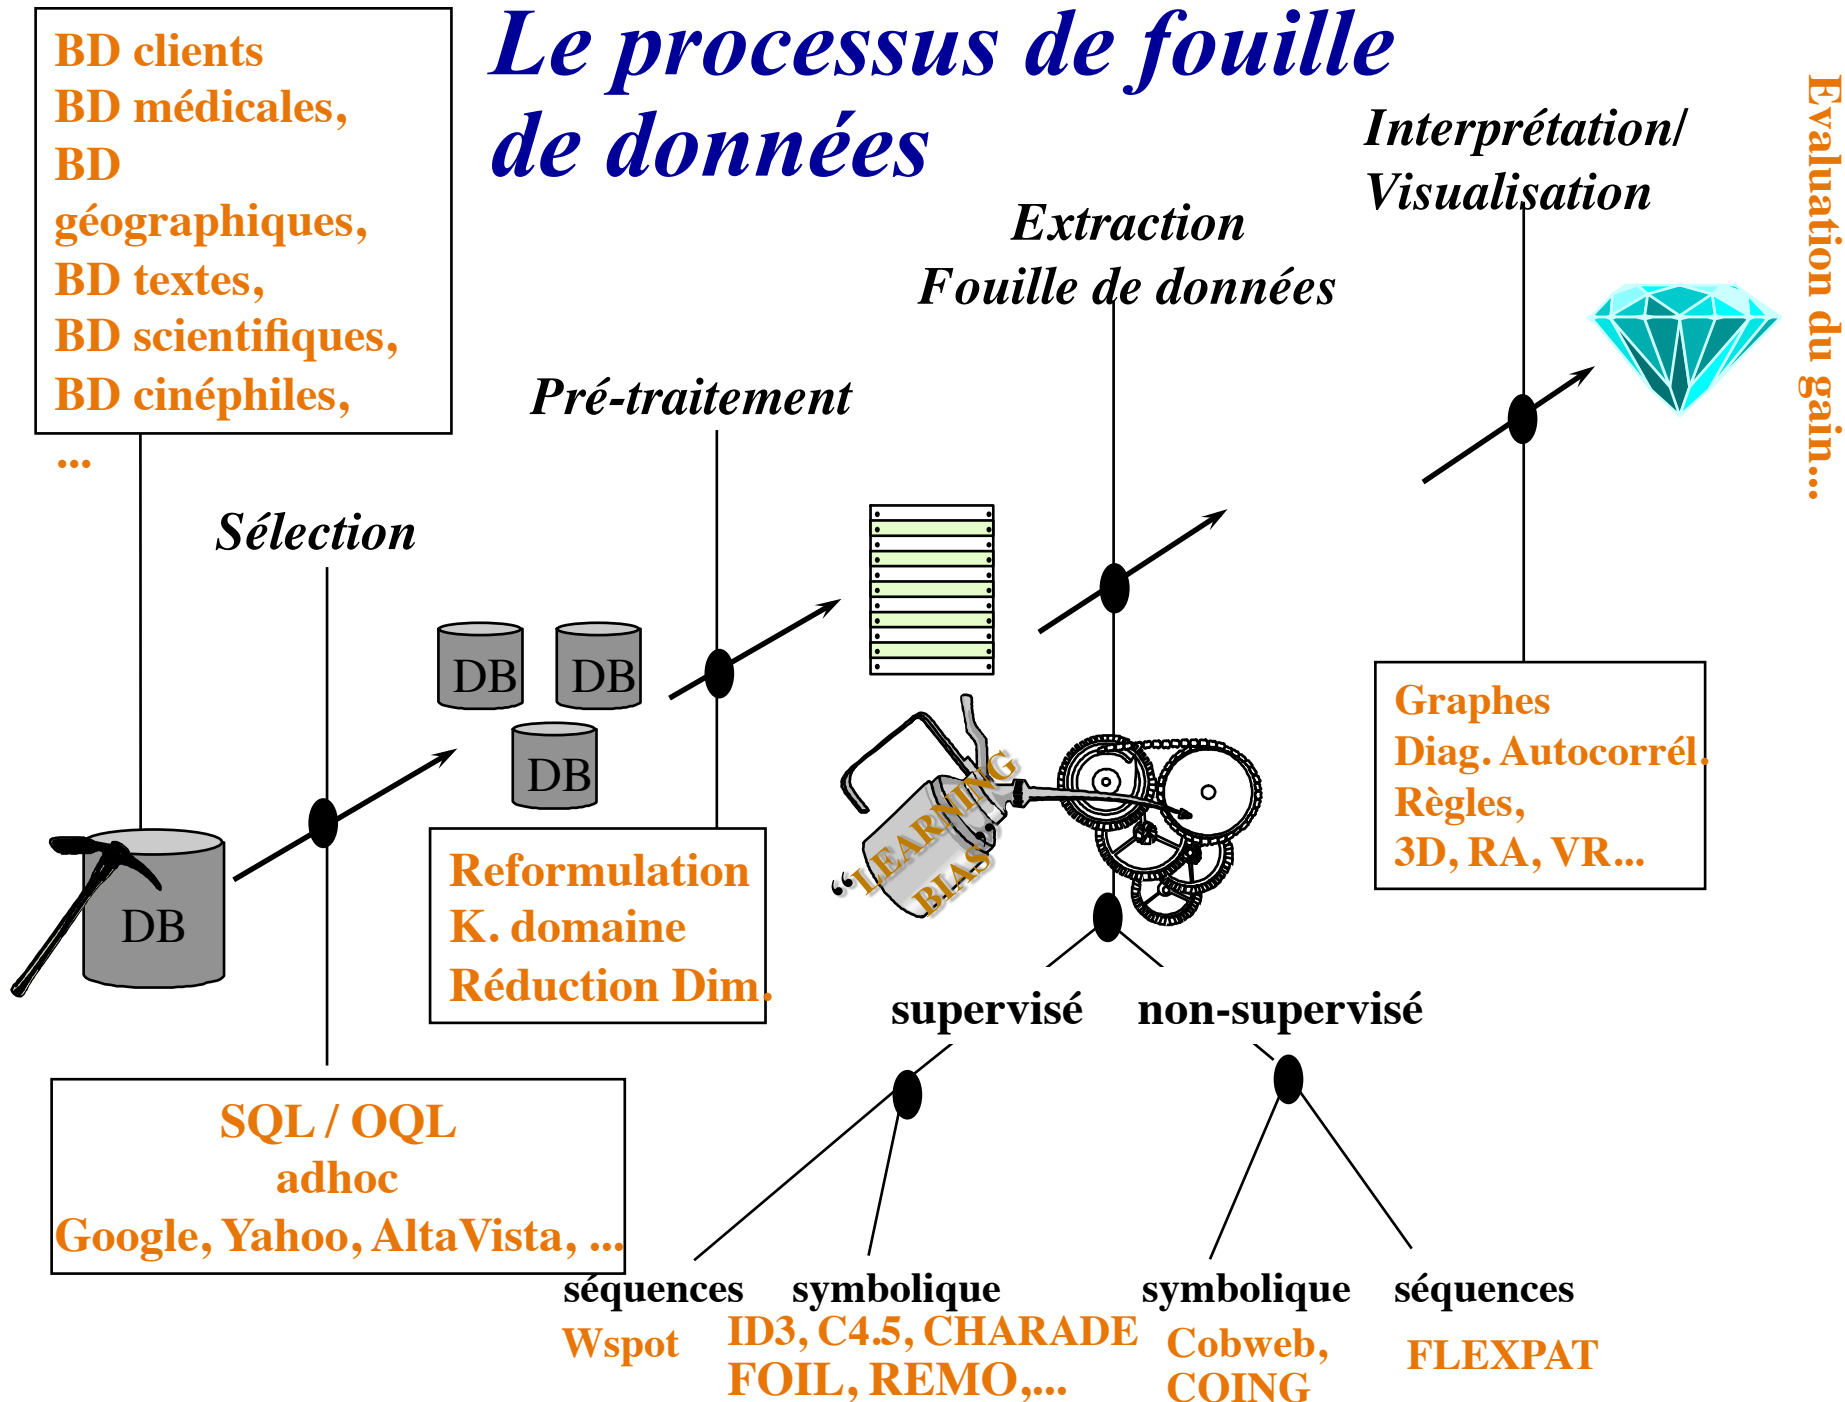 Le processus de fouille
de données
BD clients
BD médicales,
BD
géographiques,
BD textes,
BD scientifiques,
BD cinéphiles,
...
Sélection
Pré-traitement
Extraction
Fouille de données
Interprétation/
Visualisation
Evaluation du gain...
DB
DB
DB
DB
SQL / OQL
adhoc
Google, Yahoo, AltaVista, ...
Reformulation
K. domaine
Réduction Dim.
“LEARNING
BIAS”
Graphes
Diag. Autocorrél.
Règles,
3D, RA, VR...
supervisé
non-supervisé
séquences
Wspot
symbolique
ID3, C4.5, CHARADE
FOIL, REMO,...
symbolique
Cobweb,
COING
séquences
FLEXPAT